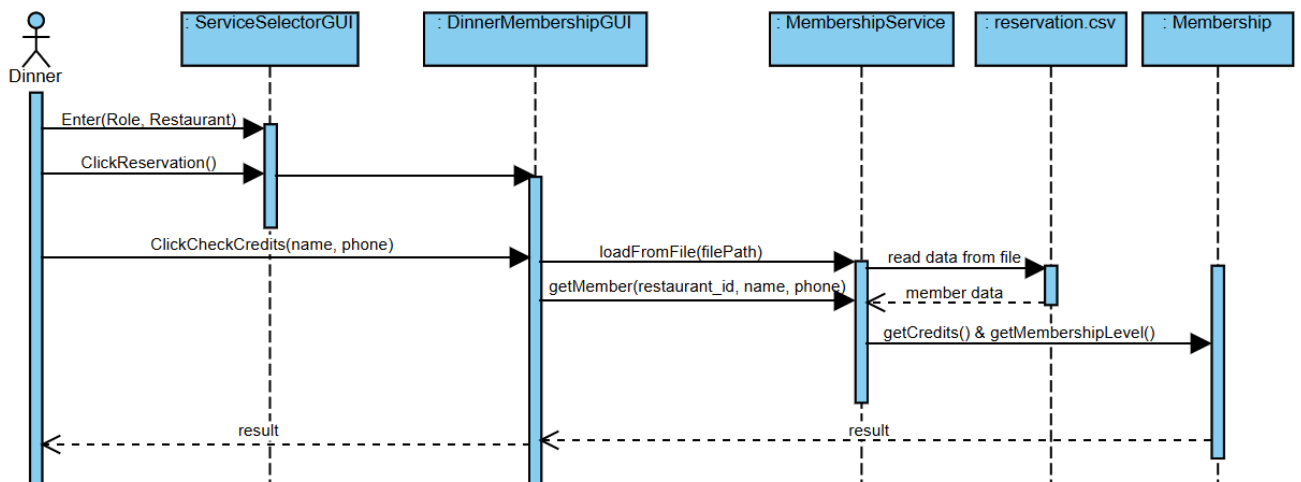 : ServiceSelectorGUI
: DinnerMembershipGUI
: MembershipService
: reservation.csv
: Membership
Dinner
Enter(Role, Restaurant)
ClickReservation()
ClickCheckCredits(name, phone)
loadFromFile(filePath)
read data from file
getMember(restaurant_id, name, phone)
member data
getCredits() & getMembershipLevel()
result
result